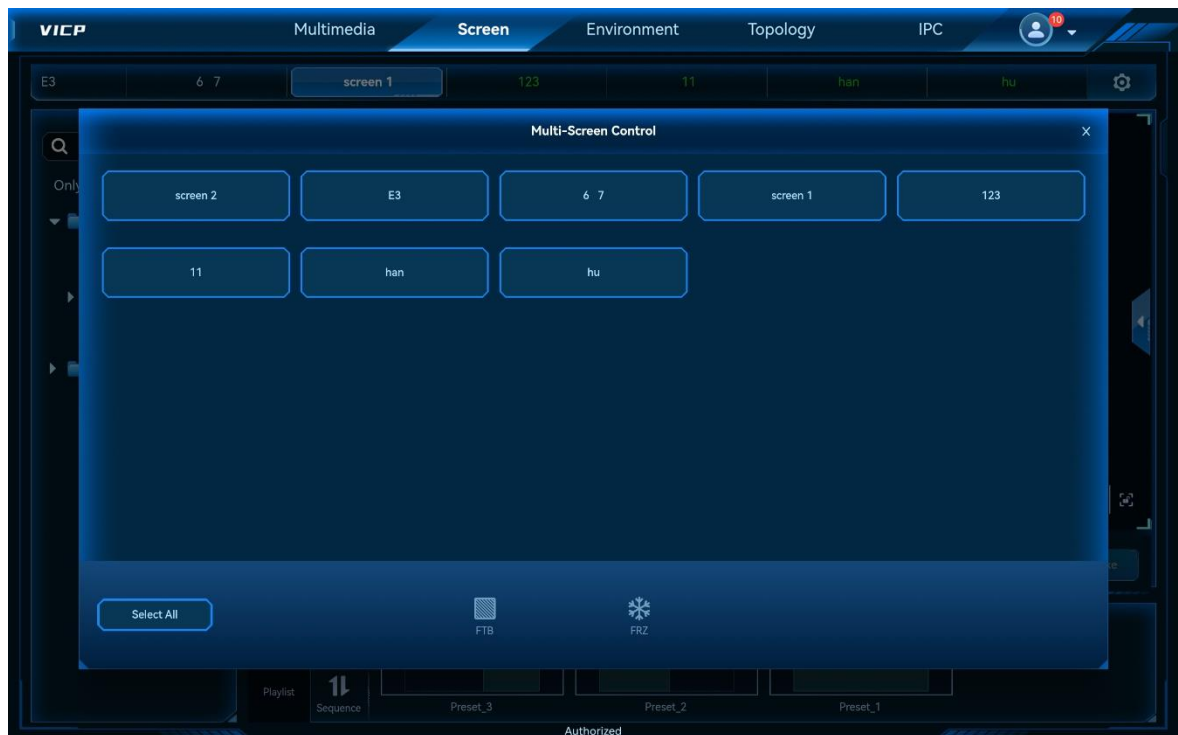 VICP Multimedia Screen Environment Topology IPC 10
E3 6 7 screen 1 123 11 han hu
Multi-Screen Control X
Only
screen 2 E3 6 7 screen 1 123
11 han hu
Select All FTB FRZ
Playlist Sequence Preset_3 Preset_2 Preset_1
Authorized